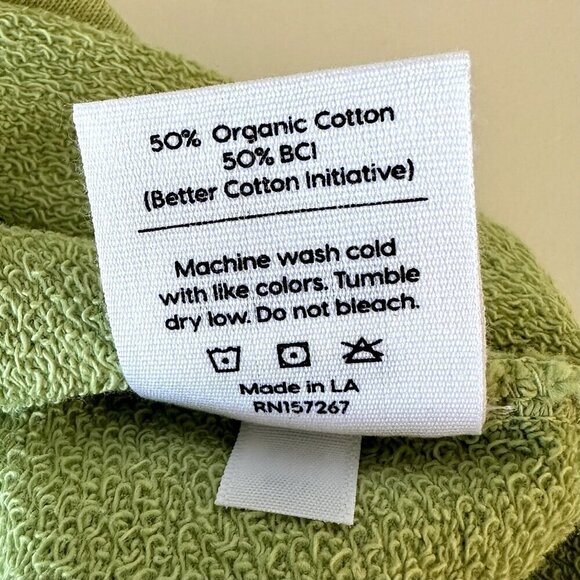 50% Organic Cotton
50% BCI
(Better Cotton Initiative)
Machine wash cold
with like colors. Tumble
dry low. Do not bleach.
Made in LA
RN157267